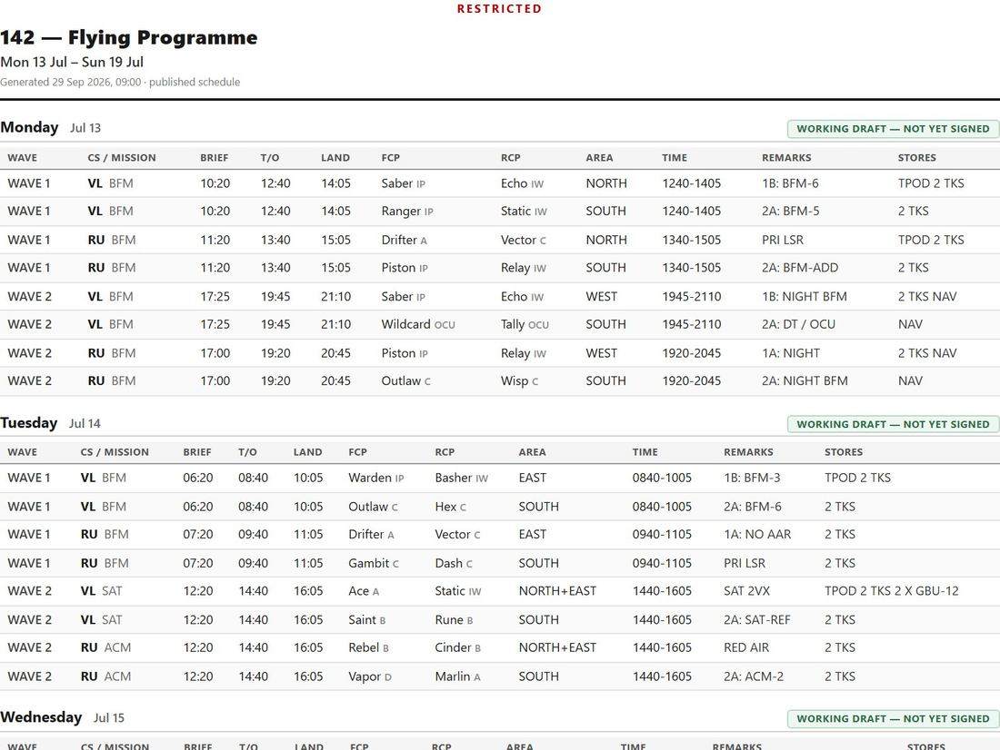 RESTRICTED
142 — Flying Programme
Mon 13 Jul – Sun 19 Jul
Generated 29 Sep 2026, 09:00 · published schedule
Monday Jul 13 WORKING DRAFT — NOT YET SIGNED
WAVE CS / MISSION BRIEF T/O LAND FCP RCP AREA TIME REMARKS STORES
WAVE 1 VL BFM 10:20 12:40 14:05 Saber IP Echo IW NORTH 1240-1405 1B: BFM-6 TPOD 2 TKS
WAVE 1 VL BFM 10:20 12:40 14:05 Ranger IP Static IW SOUTH 1240-1405 2A: BFM-5 2 TKS
WAVE 1 RU BFM 11:20 13:40 15:05 Drifter A Vector C NORTH 1340-1505 PRI LSR TPOD 2 TKS
WAVE 1 RU BFM 11:20 13:40 15:05 Piston IP Relay IW SOUTH 1340-1505 2A: BFM-ADD 2 TKS
WAVE 2 VL BFM 17:25 19:45 21:10 Saber IP Echo IW WEST 1945-2110 1B: NIGHT BFM 2 TKS NAV
WAVE 2 VL BFM 17:25 19:45 21:10 Wildcard OCU Tally OCU SOUTH 1945-2110 2A: DT / OCU NAV
WAVE 2 RU BFM 17:00 19:20 20:45 Piston IP Relay IW WEST 1920-2045 1A: NIGHT 2 TKS NAV
WAVE 2 RU BFM 17:00 19:20 20:45 Outlaw C Wisp C SOUTH 1920-2045 2A: NIGHT BFM NAV
Tuesday Jul 14 WORKING DRAFT — NOT YET SIGNED
WAVE CS / MISSION BRIEF T/O LAND FCP RCP AREA TIME REMARKS STORES
WAVE 1 VL BFM 06:20 08:40 10:05 Warden IP Basher IW EAST 0840-1005 1B: BFM-3 TPOD 2 TKS
WAVE 1 VL BFM 06:20 08:40 10:05 Outlaw C Hex C SOUTH 0840-1005 2A: BFM-6 2 TKS
WAVE 1 RU BFM 07:20 09:40 11:05 Drifter A Vector C EAST 0940-1105 1A: NO AAR 2 TKS
WAVE 1 RU BFM 07:20 09:40 11:05 Gambit C Dash C SOUTH 0940-1105 PRI LSR 2 TKS
WAVE 2 VL SAT 12:20 14:40 16:05 Ace A Static IW NORTH+EAST 1440-1605 SAT 2VX TPOD 2 TKS 2 X GBU-12
WAVE 2 VL SAT 12:20 14:40 16:05 Saint B Rune B SOUTH 1440-1605 2A: SAT-REF 2 TKS
WAVE 2 RU ACM 12:20 14:40 16:05 Rebel B Cinder B NORTH+EAST 1440-1605 RED AIR 2 TKS
WAVE 2 RU ACM 12:20 14:40 16:05 Vapor D Marlin A SOUTH 1440-1605 2A: ACM-2 2 TKS
Wednesday Jul 15 WORKING DRAFT — NOT YET SIGNED
WAVE CS / MISSION BRIEF T/O LAND FCP RCP AREA TIME REMARKS STORES